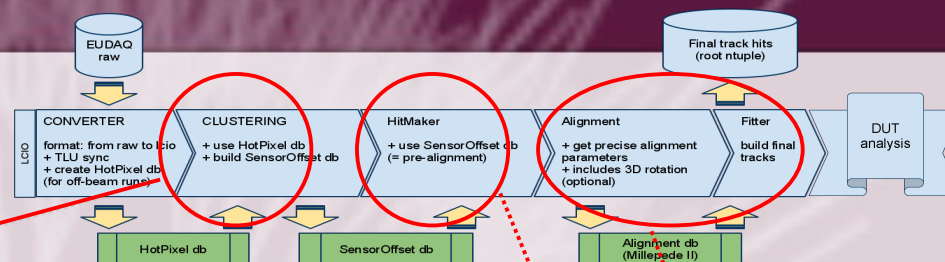 EUDAQ
raw
Final track hits
(root ntuple)
LCIO
CONVERTER
format: from raw to lcio
+ TLU sync
+ create HotPixel db
(for off-beam runs)
CLUSTERING
+ use HotPixel db
+ build SensorOffset db
HitMaker
+ use SensorOffset db
(= pre-alignment)
Alignment
+ get precise alignment
parameters
+ includes 3D rotation
(optional)
Fitter
build final
tracks
DUT
analysis
HotPixel db
SensorOffset db
Alignment db
(Millepede II)